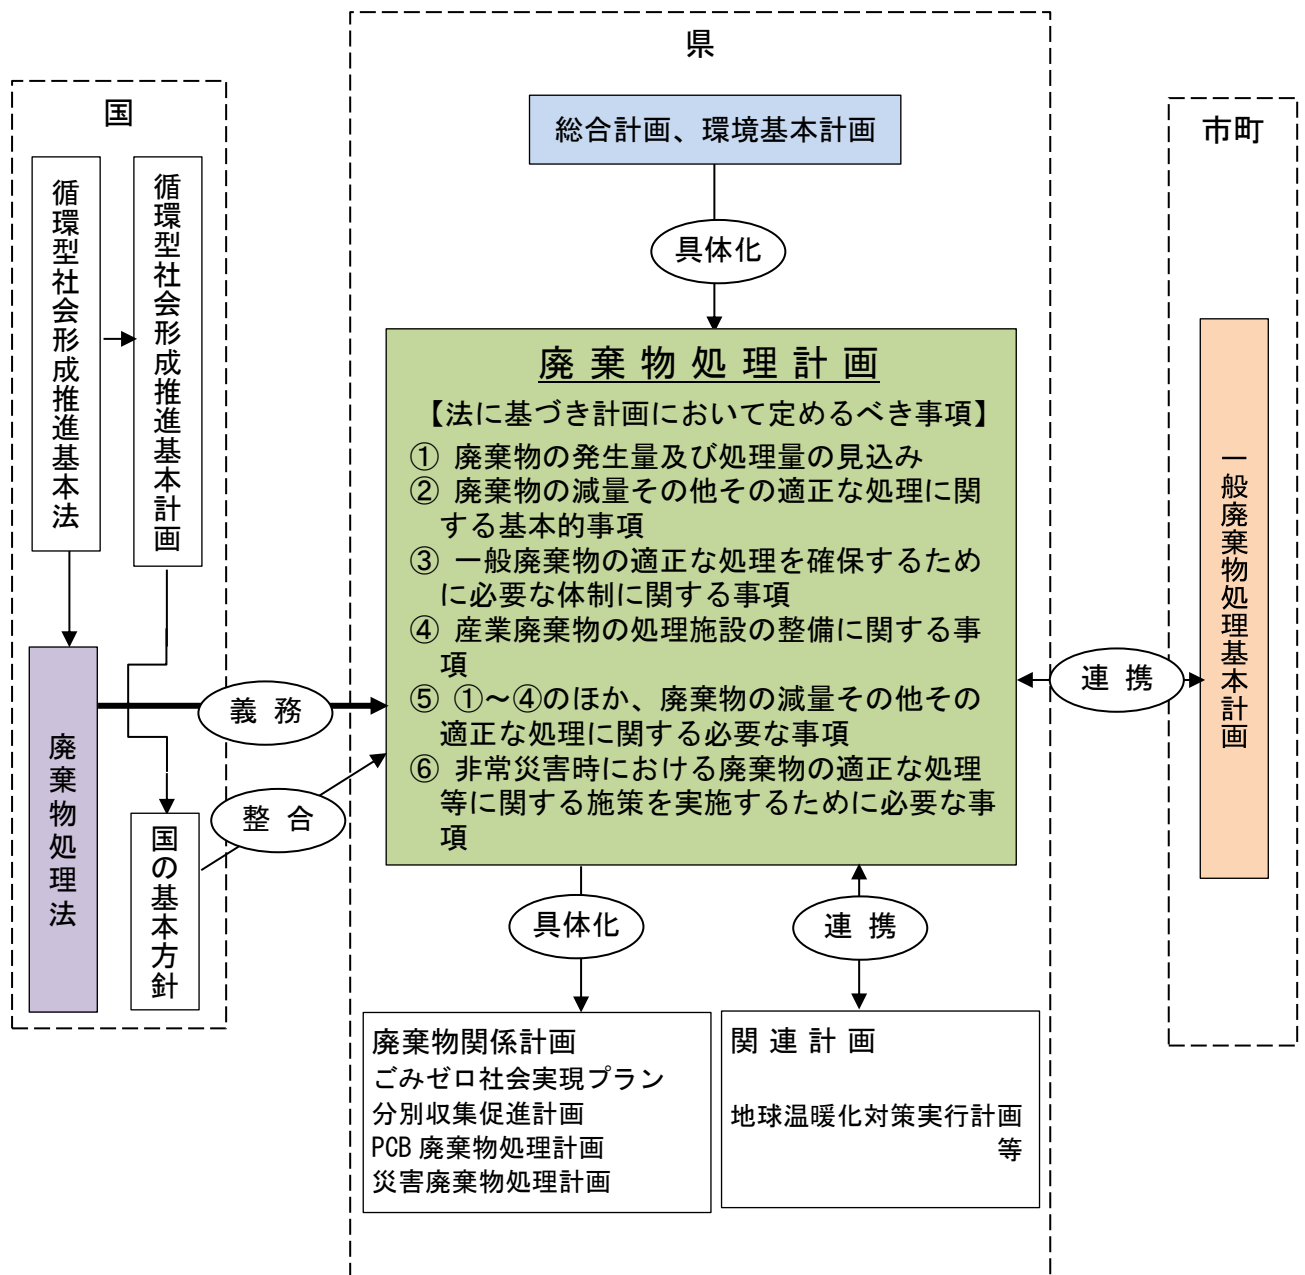 県
総合計画、環境基本計画
具体化
国
循環型社会形成推進基本法
循環型社会形成推進基本計画
廃棄物処理法
国の基本方針
義 務
整 合
廃 棄 物 処 理 計 画
【法に基づき計画において定めるべき事項】
① 廃棄物の発生量及び処理量の見込み
② 廃棄物の減量その他その適正な処理に関
する基本的事項
③ 一般廃棄物の適正な処理を確保するため
に必要な体制に関する事項
④ 産業廃棄物の処理施設の整備に関する事
項
⑤ ①～④のほか、廃棄物の減量その他その
適正な処理に関する必要な事項
⑥ 非常災害時における廃棄物の適正な処理
等に関する施策を実施するために必要な事
項
連 携
市町
一般廃棄物処理基本計画
具体化
連 携
廃棄物関係計画
ごみゼロ社会実現プラン
分別収集促進計画
PCB 廃棄物処理計画
災害廃棄物処理計画
関 連 計 画
地球温暖化対策実行計画
等